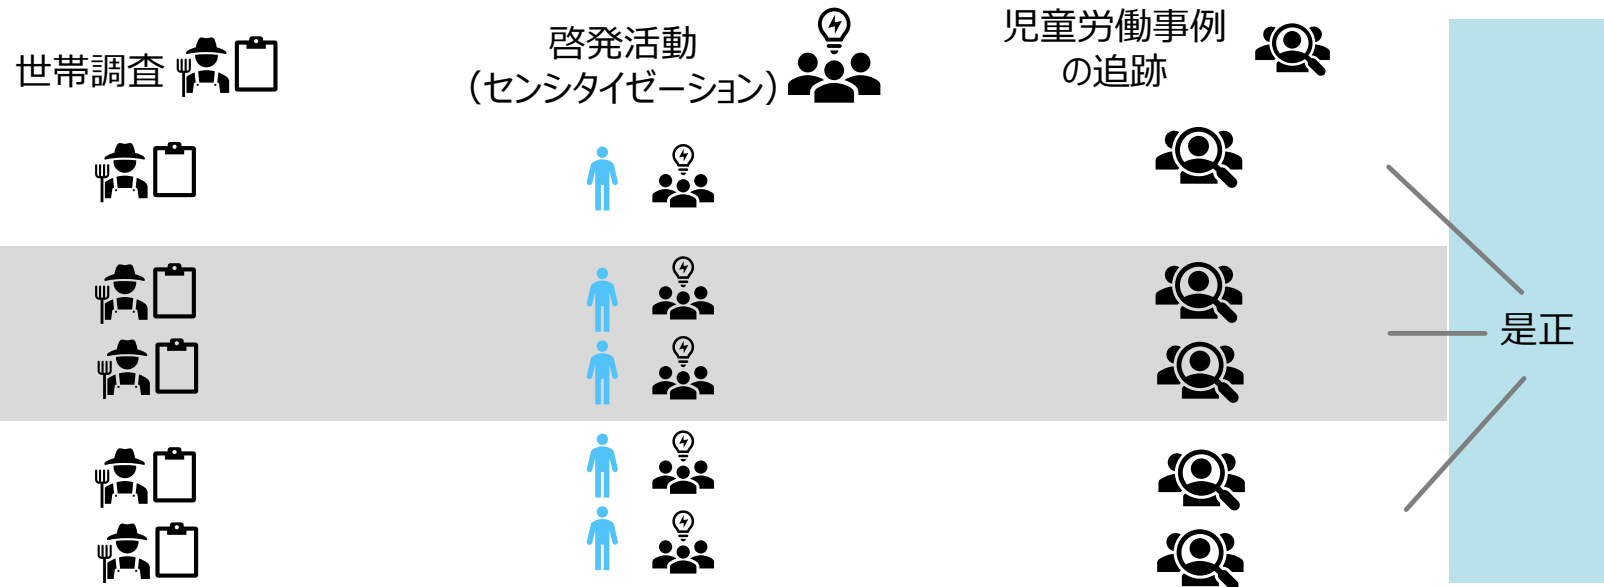 世帯調査
啓発活動
（センシタイゼーション）
児童労働事例
の追跡
是正